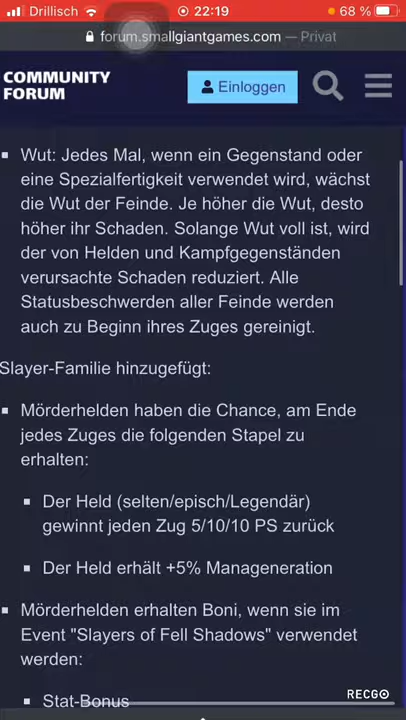 Drillisch 22:19 68 %
forum.smallgiantgames.com — Privat
COMMUNITY
FORUM
Einloggen
Wut: Jedes Mal, wenn ein Gegenstand oder
eine Spezialfertigkeit verwendet wird, wächst
die Wut der Feinde. Je höher die Wut, desto
höher ihr Schaden. Solange Wut voll ist, wird
der von Helden und Kampfgegenständen
verursachte Schaden reduziert. Alle
Statusbeschwerden aller Feinde werden
auch zu Beginn ihres Zuges gereinigt.
Slayer-Familie hinzugefügt:
Mörderhelden haben die Chance, am Ende
jedes Zuges die folgenden Stapel zu
erhalten:
Der Held (selten/episch/Legendär)
gewinnt jeden Zug 5/10/10 PS zurück
Der Held erhält +5% Manageneration
Mörderhelden erhalten Boni, wenn sie im
Event "Slayers of Fell Shadows" verwendet
werden:
Stat-Bonus
RECGO